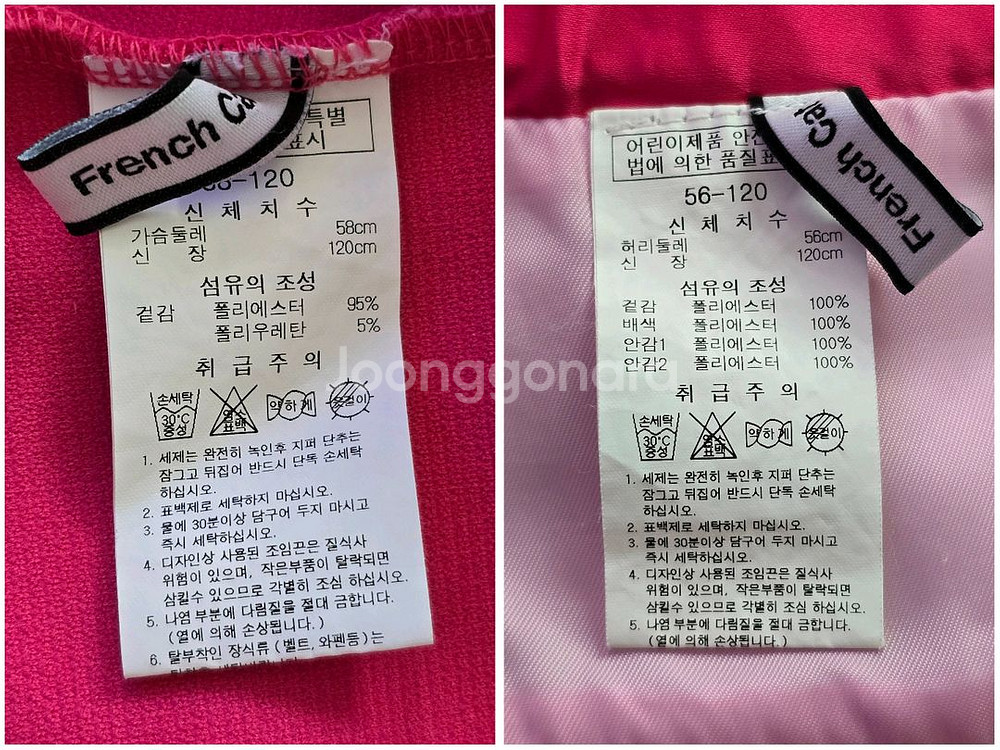 French Ca
특별
표시
58-120
신 체 치 수
가슴둘레 58cm
신 장 120cm
섬유의 조성
겉감 폴리에스터 95%
폴리우레탄 5%
취 급 주 의
손세탁
30℃
중성
염소
표백
약하게
옷걸이
1. 세제는 완전히 녹인후 지퍼 단추는
잠그고 뒤집어 반드시 단독 손세탁
하십시오.
2. 표백제로 세탁하지 마십시오.
3. 물에 30분이상 담구어 두지 마시고
즉시 세탁하십시오.
4. 디자인상 사용된 조임끈은 질식사
위험이 있으며, 작은부품이 탈락되면
삼킬수 있으므로 각별히 조심 하십시오.
5. 나염 부분에 다림질을 절대 금합니다.
(열에 의해 손상됩니다.)
6. 탈부착인 장식류 (벨트, 와펜등)는
French Cat
어린이제품 안전
법에 의한 품질표
56-120
신 체 치 수
허리둘레 56cm
신 장 120cm
섬유의 조성
겉감 폴리에스터 100%
배색 폴리에스터 100%
안감1 폴리에스터 100%
안감2 폴리에스터 100%
취 급 주 의
손세탁
30℃
중성
염소
표백
약하게
옷걸이
1. 세제는 완전히 녹인후 지퍼 단추는
잠그고 뒤집어 반드시 단독 손세탁
하십시오.
2. 표백제로 세탁하지 마십시오.
3. 물에 30분이상 담구어 두지 마시고
즉시 세탁하십시오.
4. 디자인상 사용된 조임끈은 질식사
위험이 있으며, 작은부품이 탈락되면
삼킬수 있으므로 각별히 조심 하십시오.
5. 나염 부분에 다림질을 절대 금합니다.
(열에 의해 손상됩니다.)
Joonggonara